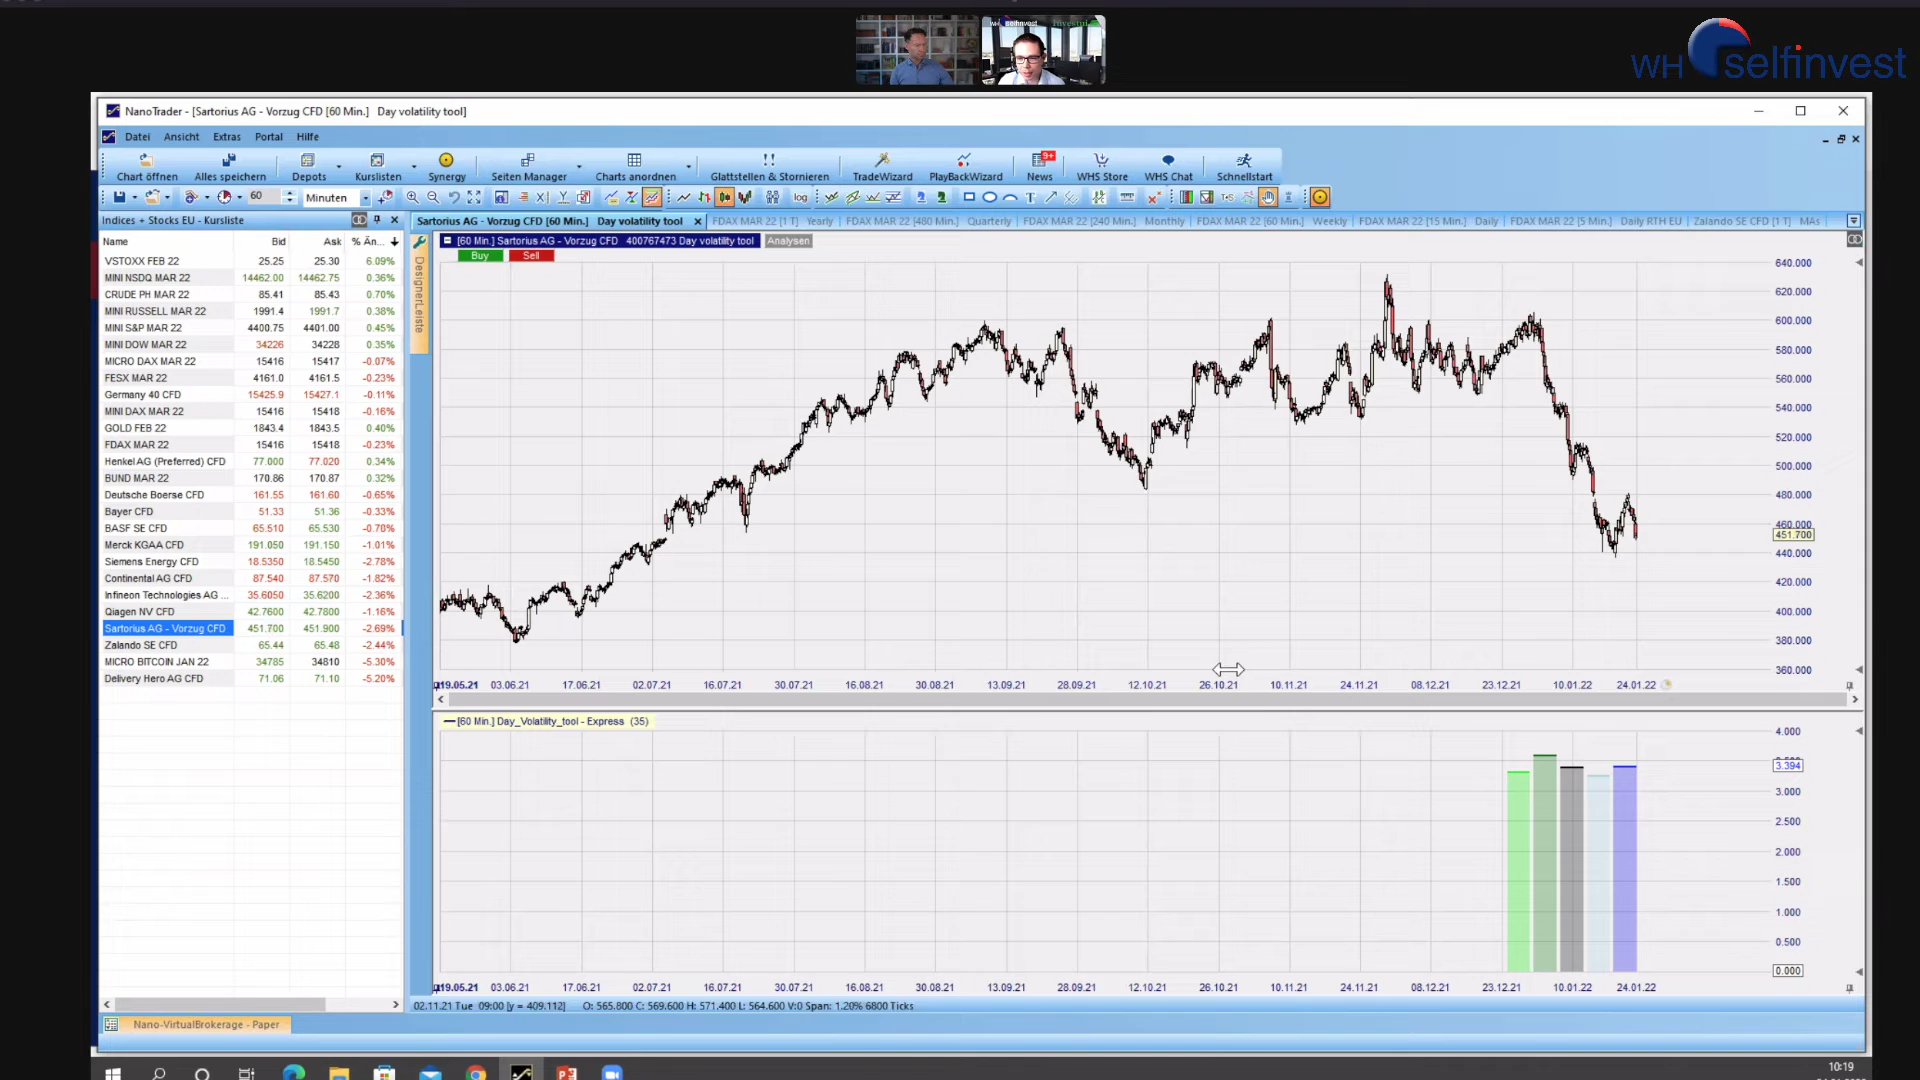 WH selfinvest
NanoTrader - [Sartorius AG - Vorzug CFD [60 Min.]   Day volatility tool]
Datei Ansicht Extras Portal Hilfe
Chart öffnen Alles speichern Depots Kurslisten Synergy Seiten Manager Charts anordnen Glattstellen & Stornieren TradeWizard PlayBackWizard News 9+ WHS Store WHS Chat Schnellstart
60 Minuten log
Indices + Stocks EU - Kursliste
Sartorius AG - Vorzug CFD [60 Min.]   Day volatility tool FDAX MAR 22 [1 T] Yearly FDAX MAR 22 [480 Min.] Quarterly FDAX MAR 22 [240 Min.] Monthly FDAX MAR 22 [60 Min.] Weekly FDAX MAR 22 [15 Min.] Daily FDAX MAR 22 [5 Min.] Daily RTH EU Zalando SE CFD [1 T] MAs
Name Bid Ask % Än...
VSTOXX FEB 22 25.25 25.30 6.09%
MINI NSDQ MAR 22 14462.00 14462.75 0.36%
CRUDE PH MAR 22 85.41 85.43 0.70%
MINI RUSSELL MAR 22 1991.4 1991.7 0.38%
MINI S&P MAR 22 4400.75 4401.00 0.45%
MINI DOW MAR 22 34226 34228 0.35%
MICRO DAX MAR 22 15416 15417 -0.07%
FESX MAR 22 4161.0 4161.5 -0.23%
Germany 40 CFD 15425.9 15427.1 -0.11%
MINI DAX MAR 22 15416 15418 -0.16%
GOLD FEB 22 1843.4 1843.5 0.40%
FDAX MAR 22 15416 15418 -0.23%
Henkel AG (Preferred) CFD 77.000 77.020 0.34%
BUND MAR 22 170.86 170.87 0.32%
Deutsche Boerse CFD 161.55 161.60 -0.65%
Bayer CFD 51.33 51.36 -0.33%
BASF SE CFD 65.510 65.530 -0.78%
Merck KGAA CFD 191.050 191.150 -1.01%
Siemens Energy CFD 18.5350 18.5450 -2.78%
Continental AG CFD 87.540 87.570 -1.82%
Infineon Technologies AG ... 35.6050 35.6200 -2.36%
Qiagen NV CFD 42.7600 42.7800 -1.16%
Sartorius AG - Vorzug CFD 451.700 451.900 -2.69%
Zalando SE CFD 65.44 65.48 -2.44%
MICRO BITCOIN JAN 22 34785 34810 -5.30%
Delivery Hero AG CFD 71.06 71.10 -5.20%
DesignerLeiste
[60 Min.] Sartorius AG - Vorzug CFD   400767473 Day volatility tool Analysen
Buy Sell
640.000
620.000
600.000
580.000
560.000
540.000
520.000
500.000
480.000
460.000
451.700
440.000
420.000
400.000
380.000
360.000
19.05.21 03.06.21 17.06.21 02.07.21 16.07.21 30.07.21 16.08.21 30.08.21 13.09.21 28.09.21 12.10.21 26.10.21 10.11.21 24.11.21 08.12.21 23.12.21 10.01.22 24.01.22
[60 Min.] Day_Volatility_tool - Express (35)
4.000
3.394
3.000
2.500
2.000
1.500
1.000
0.500
0.000
19.05.21 03.06.21 17.06.21 02.07.21 16.07.21 30.07.21 16.08.21 30.08.21 13.09.21 28.09.21 12.10.21 26.10.21 10.11.21 24.11.21 08.12.21 23.12.21 10.01.22 24.01.22
02.11.21 Tue 09:00 [y = 409.112] O: 565.800 C: 569.600 H: 571.400 L: 564.600 V:0 Span: 1.20% 6800 Ticks
Nano-VirtualBrokerage - Paper
10:19